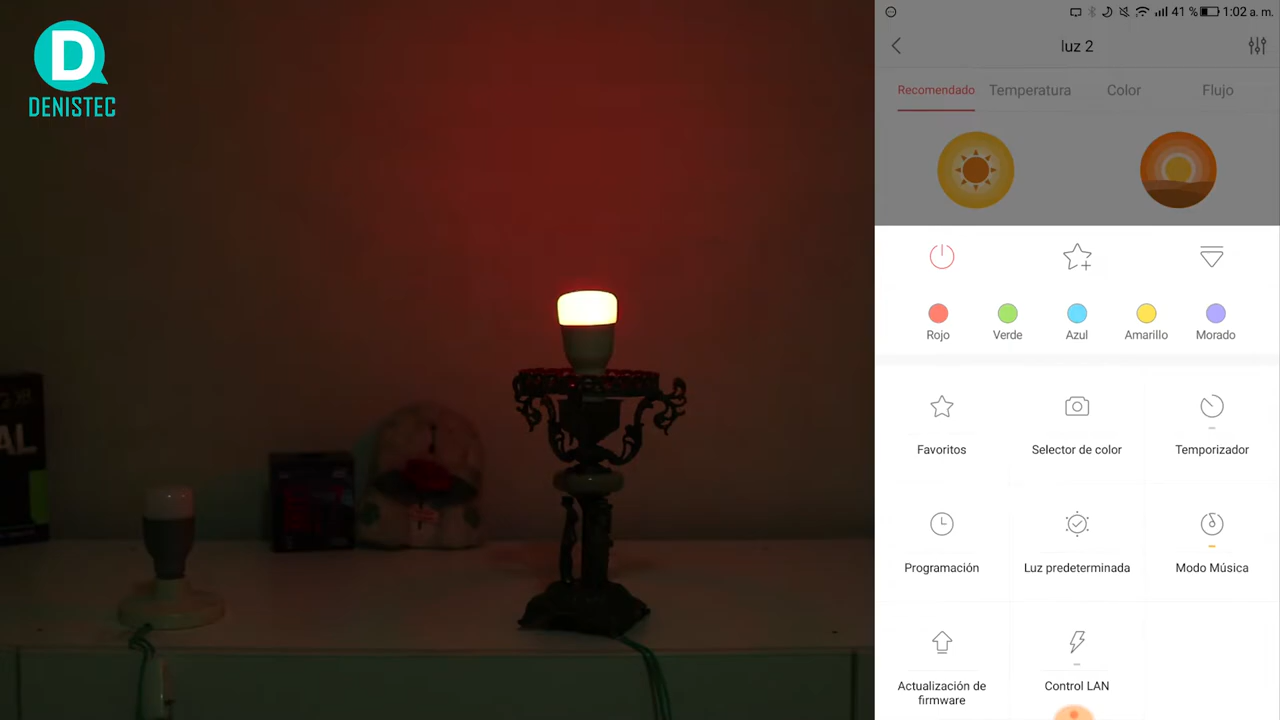 D
DENISTEC
AL
41 % 1:02 a. m.
luz 2
Recomendado Temperatura Color Flujo
Rojo Verde Azul Amarillo Morado
Favoritos Selector de color Temporizador
Programación Luz predeterminada Modo Música
Actualización de
firmware
Control LAN